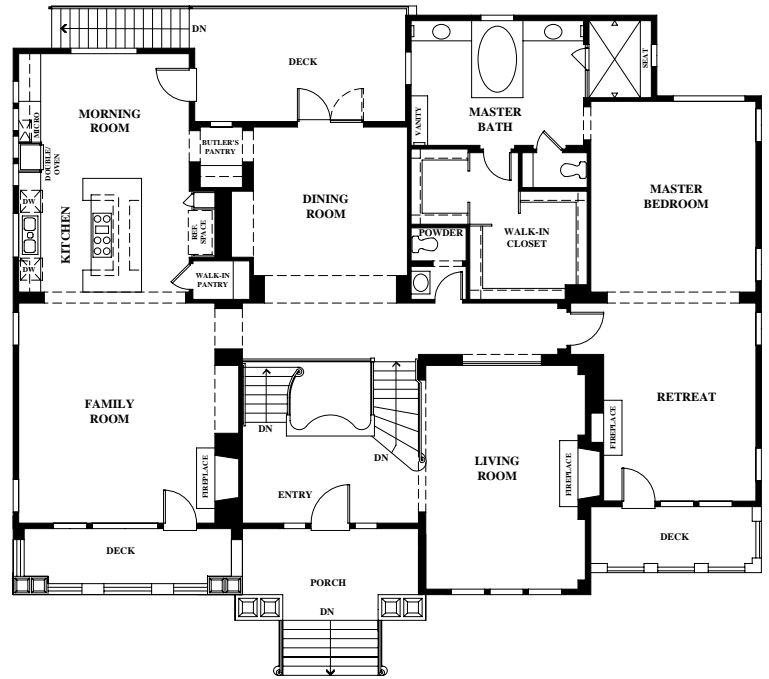 DN
DECK
SEAT
MORNING
ROOM
MICRO
VANITY
MASTER
BATH
BUTLER'S
PANTRY
DOUBLE/
OVEN
DW
DINING
ROOM
MASTER
BEDROOM
KITCHEN
REF.
SPACE
POWDER
WALK-IN
CLOSET
DW
WALK-IN
PANTRY
FAMILY
ROOM
RETREAT
FIREPLACE
DN
DN
LIVING
ROOM
FIREPLACE
FIREPLACE
ENTRY
DECK
DECK
PORCH
DN